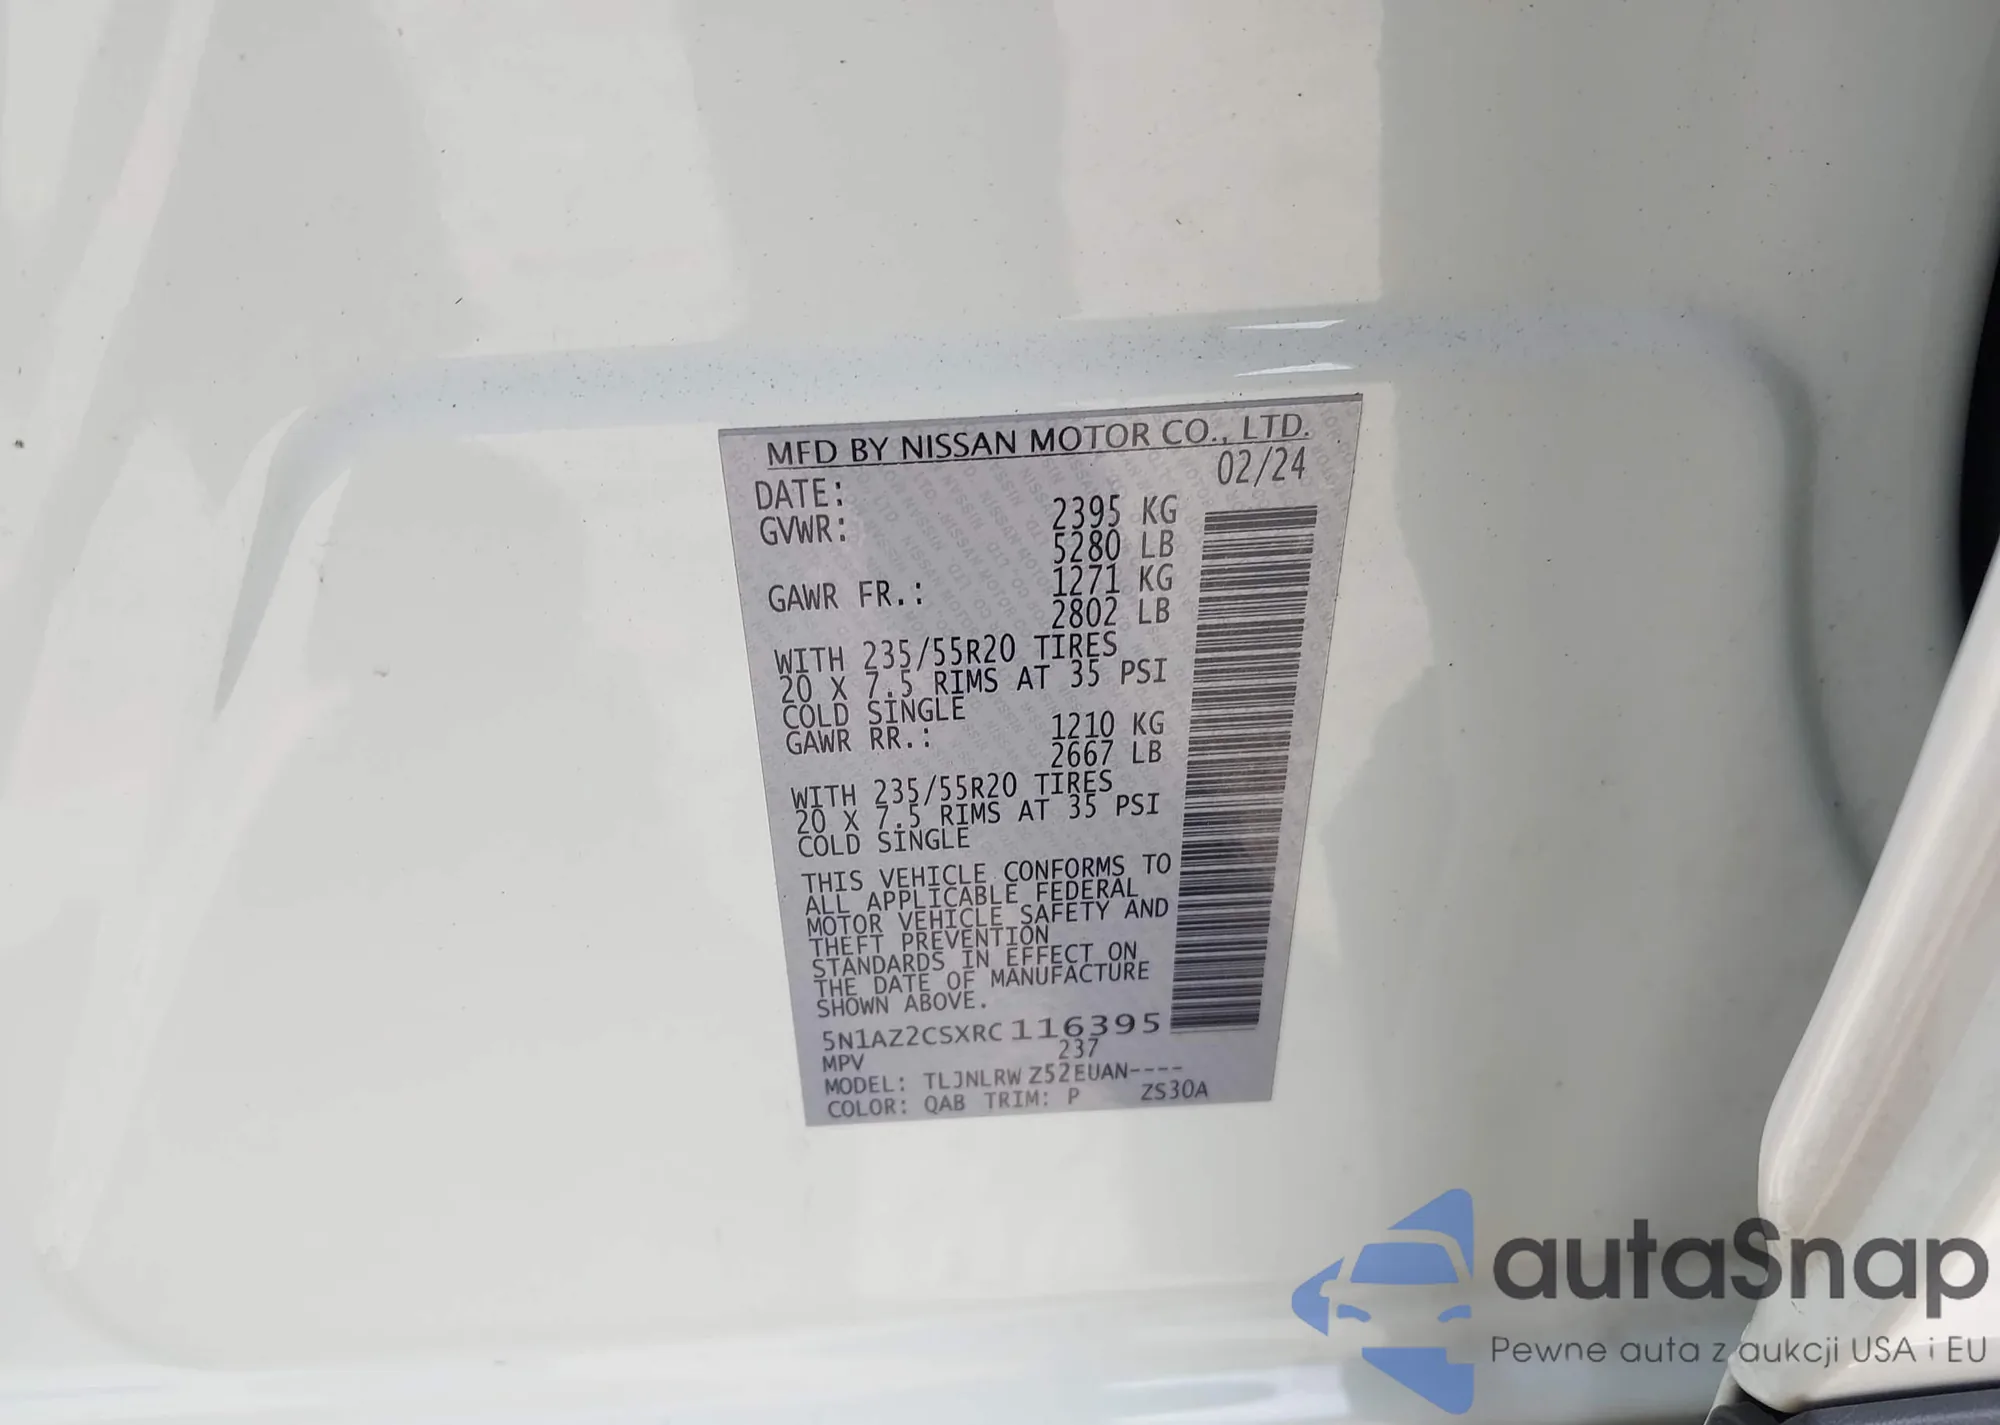 MFD BY NISSAN MOTOR CO., LTD.
DATE: 02/24
GVWR: 2395 KG
5280 LB
GAWR FR.: 1271 KG
2802 LB
WITH 235/55R20 TIRES
20 X 7.5 RIMS AT 35 PSI
COLD SINGLE
GAWR RR.: 1210 KG
2667 LB
WITH 235/55R20 TIRES
20 X 7.5 RIMS AT 35 PSI
COLD SINGLE
THIS VEHICLE CONFORMS TO
ALL APPLICABLE FEDERAL
MOTOR VEHICLE SAFETY AND
THEFT PREVENTION
STANDARDS IN EFFECT ON
THE DATE OF MANUFACTURE
SHOWN ABOVE.
5N1AZ2CSXRC116395
MPV 237
MODEL: TLJNLRWZ52EUAN----
COLOR: QAB TRIM: P ZS30A
autaSnap
Pewne auta z aukcji USA i EU